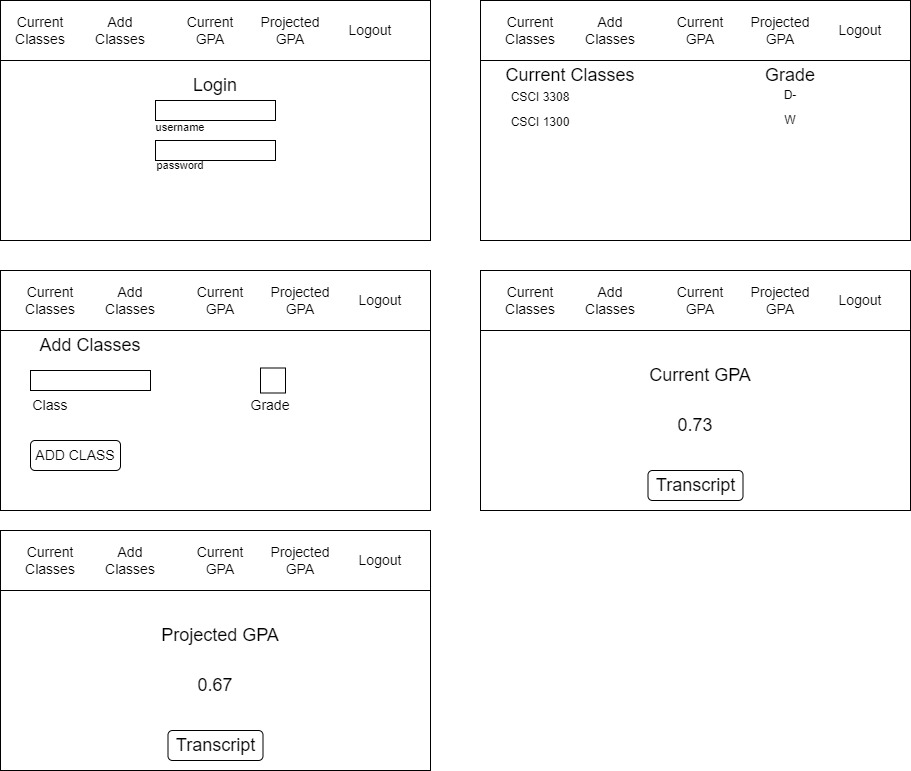 Current Classes Add Classes Current GPA Projected GPA Logout
Login
username
password
Current Classes Add Classes Current GPA Projected GPA Logout
Current Classes Grade
CSCI 3308 D-
CSCI 1300 W
Current Classes Add Classes Current GPA Projected GPA Logout
Add Classes
Class Grade
ADD CLASS
Current Classes Add Classes Current GPA Projected GPA Logout
Current GPA
0.73
Transcript
Current Classes Add Classes Current GPA Projected GPA Logout
Projected GPA
0.67
Transcript